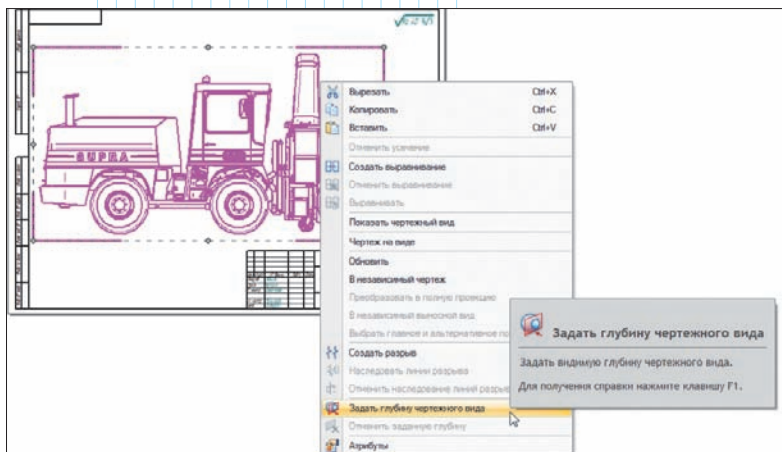 SUPRA
Вырезать Ctrl+X
Копировать Ctrl+C
Вставить Ctrl+V
Отменить усечение
Создать выравнивание
Отменить выравнивание
Выравнивать
Показать чертежный вид
Чертеж на виде
Обновить
В независимый чертеж
Преобразовать в полную проекцию
В независимый выносной вид
Выбрать главное и альтернативное по
Создать разрыв
Наследовать линии разрыва
Отменить наследование линий разрыв
Задать глубину чертежного вида
Отменить заданную глубину
Атрибуты
Задать глубину чертежного вида
Задать видимую глубину чертежного вида.
Для получения справки нажмите клавишу F1.